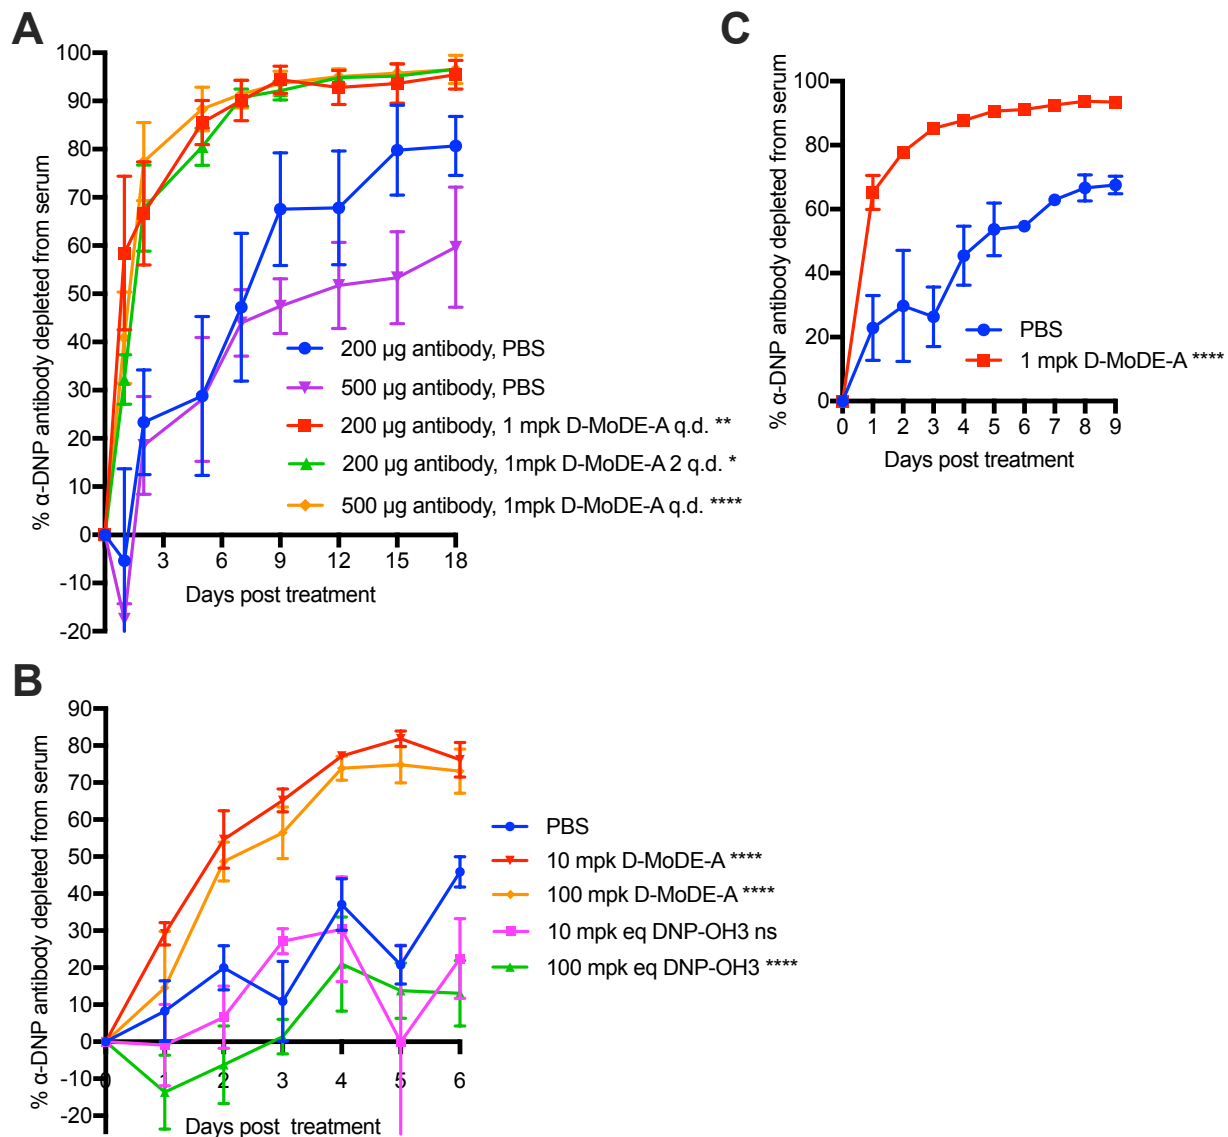 A
% α-DNP antibody depleted from serum
100
90
80
70
60
50
40
30
20
10
0
-10
-20
3
6
9
12
15
18
Days post treatment
200 µg antibody, PBS
500 µg antibody, PBS
200 µg antibody, 1 mpk D-MoDE-A q.d. **
200 µg antibody, 1mpk D-MoDE-A 2 q.d. *
500 µg antibody, 1mpk D-MoDE-A q.d. ****
C
% α-DNP antibody depleted from serum
100
80
60
40
20
0
0
1
2
3
4
5
6
7
8
9
Days post treatment
PBS
1 mpk D-MoDE-A ****
B
% α-DNP antibody depleted from serum
90
80
70
60
50
40
30
20
10
0
-10
-20
0
1
2
3
4
5
6
Days post treatment
PBS
10 mpk D-MoDE-A ****
100 mpk D-MoDE-A ****
10 mpk eq DNP-OH3 ns
100 mpk eq DNP-OH3 ****